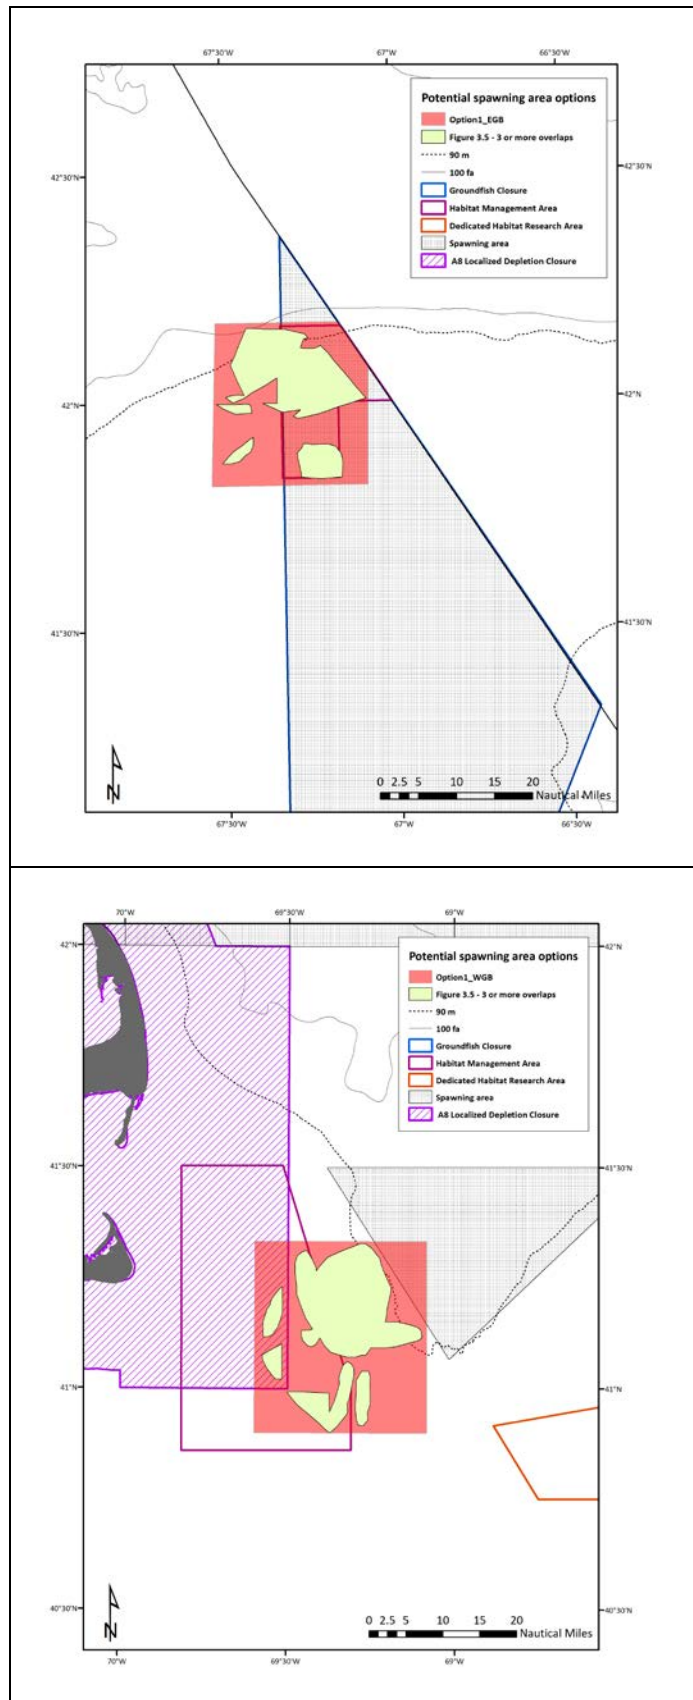 67°30'W
67°W
66°30'W
Potential spawning area options
Option1_EGB
Figure 3.5 - 3 or more overlaps
90 m
100 fa
Groundfish Closure
Habitat Management Area
Dedicated Habitat Research Area
Spawning area
A8 Localized Depletion Closure
42°30'N
42°30'N
42°N
42°N
41°30'N
41°30'N
N
0 2.5 5 10 15 20
Nautical Miles
67°30'W
67°W
66°30'W
70°W
69°30'W
69°W
42°N
42°N
Potential spawning area options
Option1_WGB
Figure 3.5 - 3 or more overlaps
90 m
100 fa
Groundfish Closure
Habitat Management Area
Dedicated Habitat Research Area
Spawning area
A8 Localized Depletion Closure
41°30'N
41°30'N
41°N
41°N
40°30'N
40°30'N
N
0 2.5 5 10 15 20
Nautical Miles
70°W
69°30'W
69°W